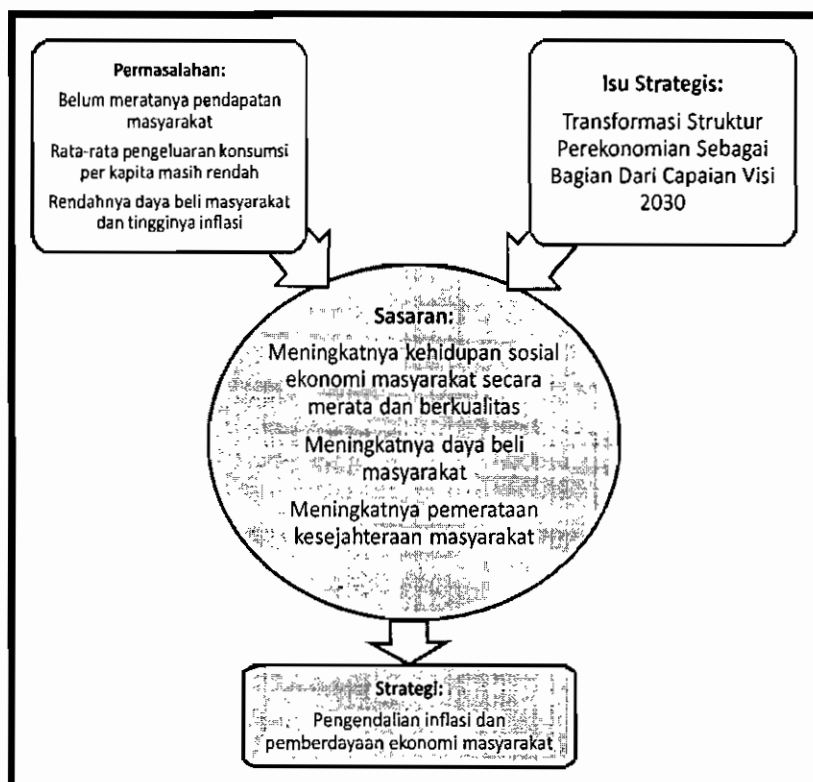 Permasalahan:
Belum meratanya pendapatan
masyarakat
Rata-rata pengeluaran konsumsi
per kapita masih rendah
Rendahnya daya beli masyarakat
dan tingginya inflasi
Isu Strategis:
Transformasi Struktur
Perekonomian Sebagai
Bagian Dari Capaian Visi
2030
Sasaran:
Meningkatnya kehidupan sosial
ekonomi masyarakat secara
merata dan berkualitas
Meningkatnya daya beli
masyarakat
Meningkatnya pemerataan
kesejahteraan masyarakat
Strategi:
Pengendalian inflasi dan
pemberdayaan ekonomi masyarakat